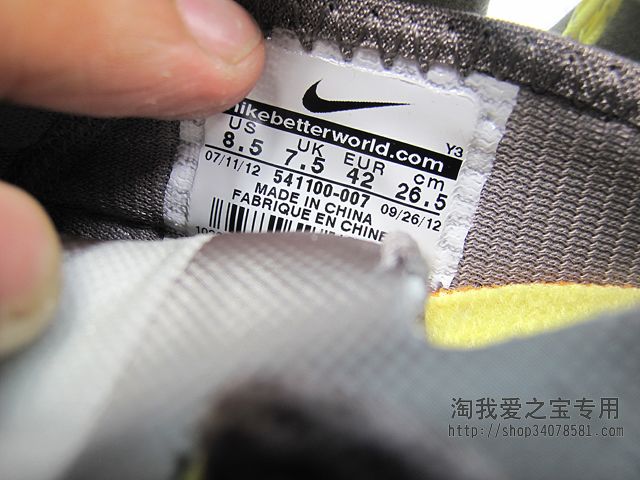 nikebetterworld.com
Y3
US UK EUR cm
8.5 7.5 42 26.5
07/11/12 541100-007 09/26/12
MADE IN CHINA
FABRIQUE EN CHINE
淘我爱之宝专用
http://shop34078581.com